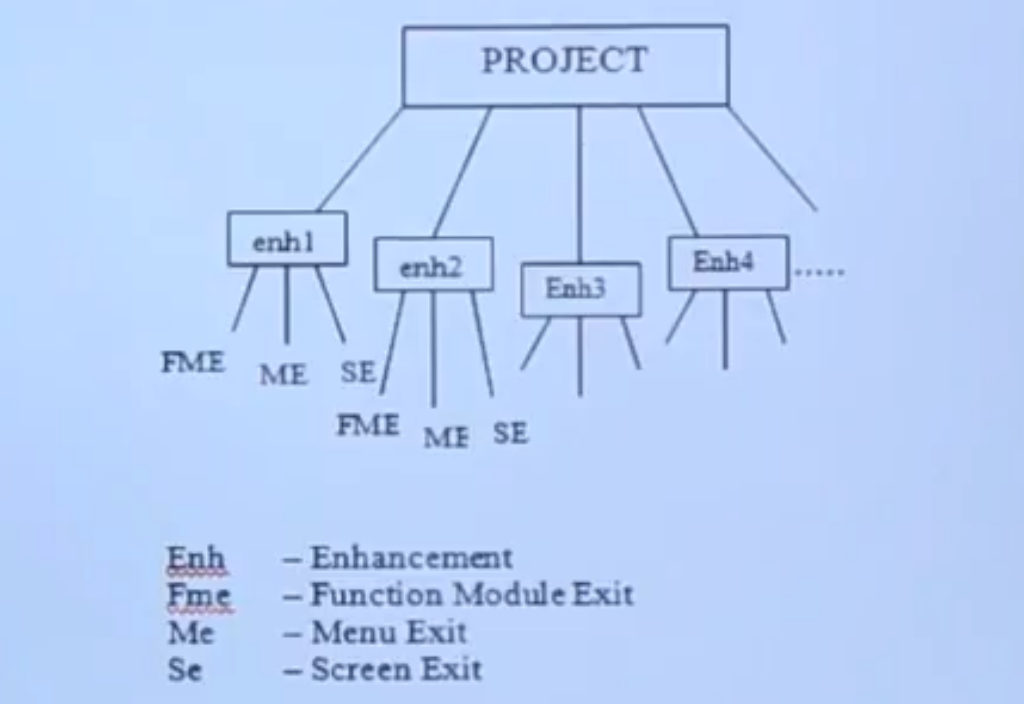 PROJECT
enh1
enh2
Enh3
Enh4
.....
FME ME SE
FME ME SE
Enh – Enhancement
Fme – Function Module Exit
Me – Menu Exit
Se – Screen Exit